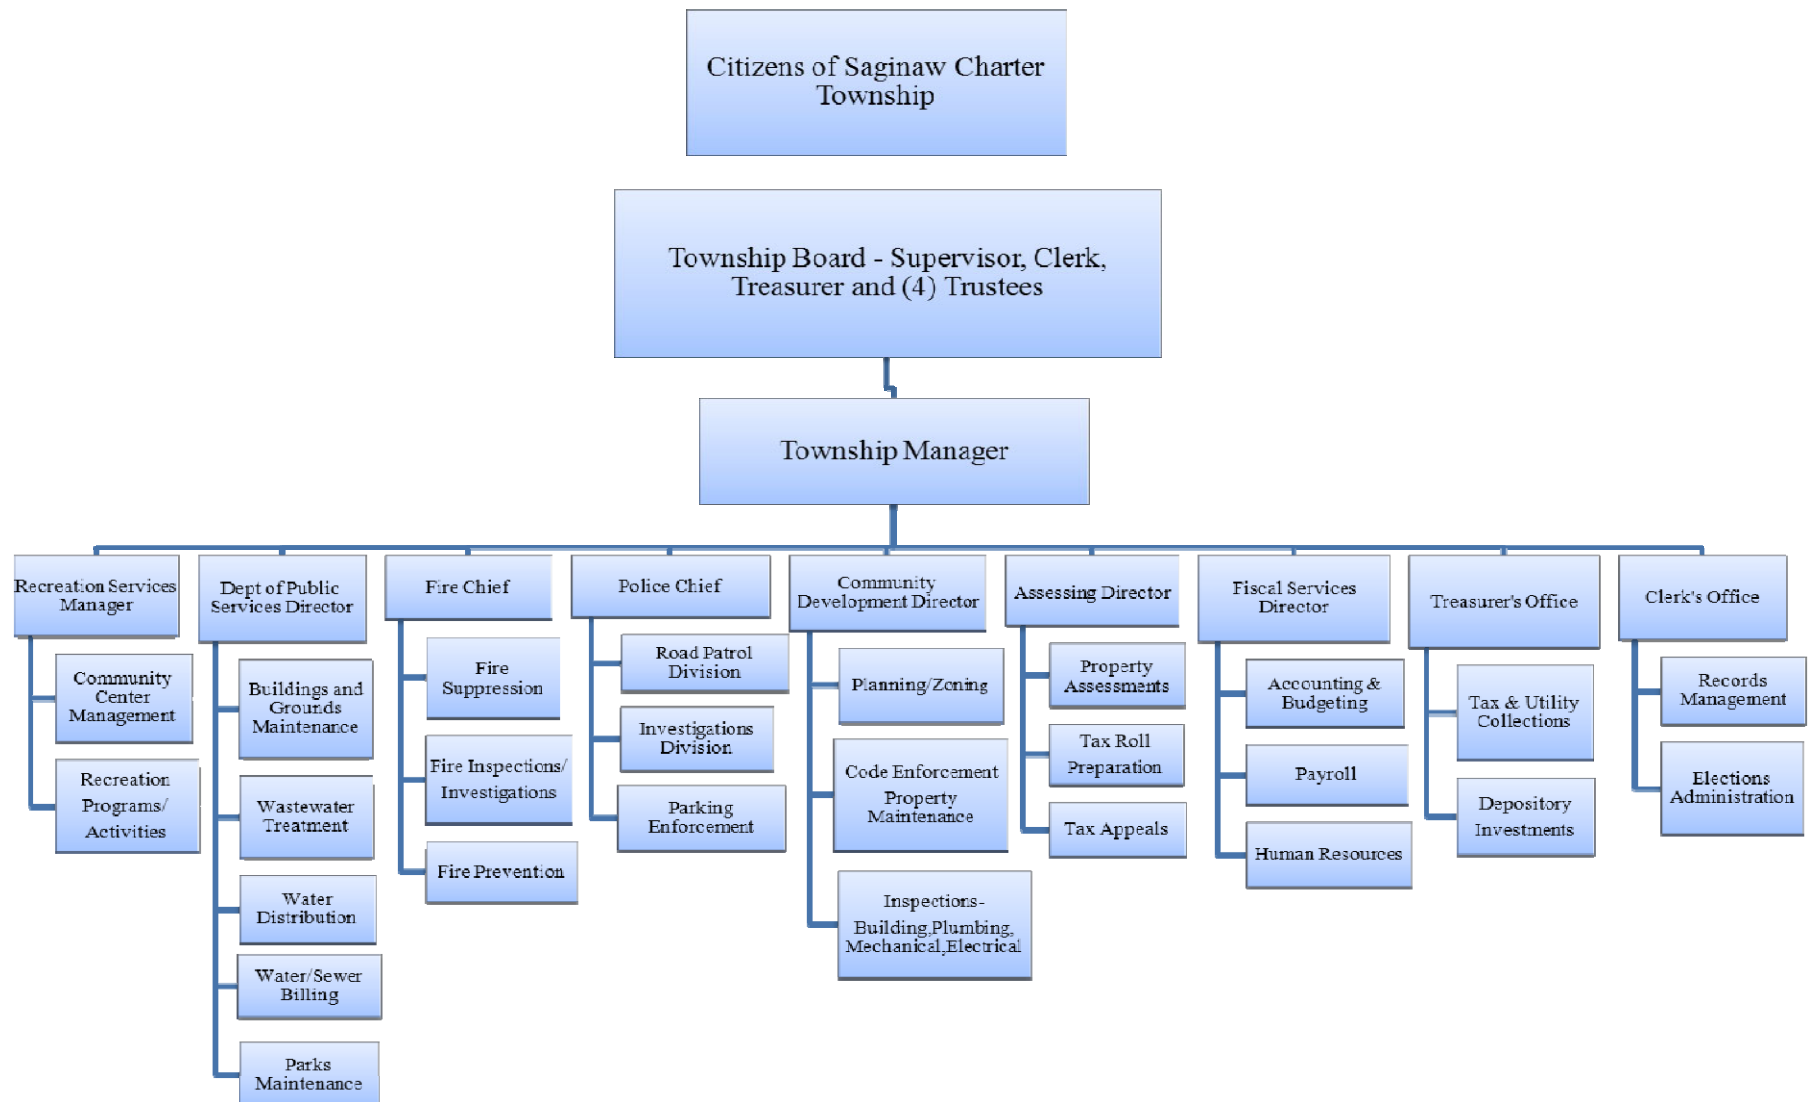 Citizens of Saginaw Charter
Township
Township Board - Supervisor, Clerk,
Treasurer and (4) Trustees
Township Manager
Recreation Services
Manager
Community
Center
Management
Recreation
Programs/
Activities
Dept of Public
Services Director
Buildings and
Grounds
Maintenance
Wastewater
Treatment
Water
Distribution
Water/Sewer
Billing
Parks
Maintenance
Fire Chief
Fire
Suppression
Fire Inspections/
Investigations
Fire Prevention
Police Chief
Road Patrol
Division
Investigations
Division
Parking
Enforcement
Community
Development Director
Planning/Zoning
Code Enforcement
Property
Maintenance
Inspections-
Building,Plumbing,
Mechanical,Electrical
Assessing Director
Property
Assessments
Tax Roll
Preparation
Tax Appeals
Fiscal Services
Director
Accounting &
Budgeting
Payroll
Human Resources
Treasurer's Office
Tax & Utility
Collections
Depository
Investments
Clerk's Office
Records
Management
Elections
Administration